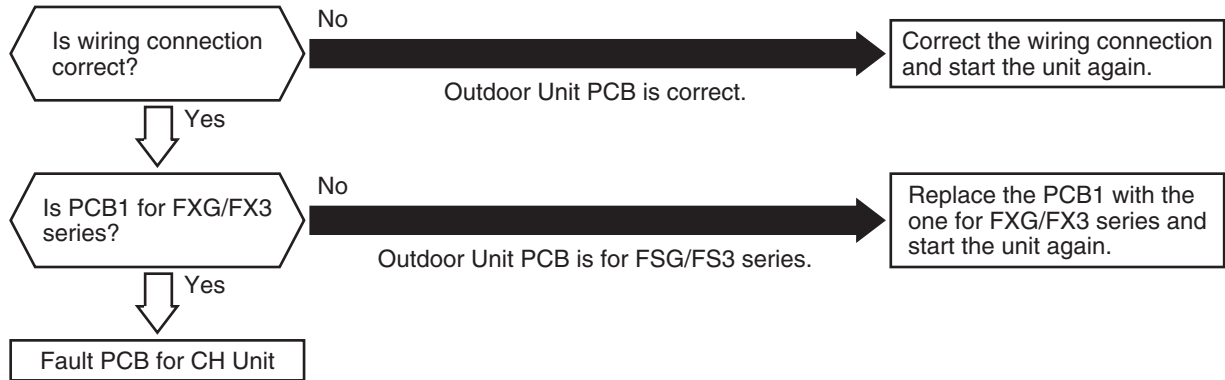 Is wiring connection
correct?
No
Outdoor Unit PCB is correct.
Correct the wiring connection
and start the unit again.
Yes
Is PCB1 for FXG/FX3
series?
No
Outdoor Unit PCB is for FSG/FS3 series.
Replace the PCB1 with the
one for FXG/FX3 series and
start the unit again.
Yes
Fault PCB for CH Unit